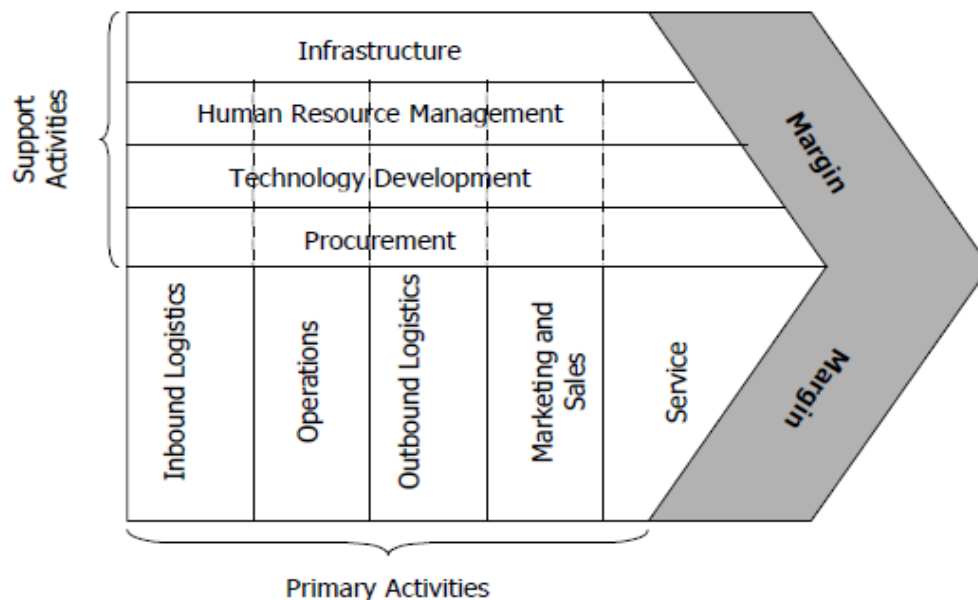 Support
Activities
Infrastructure
Human Resource Management
Technology Development
Procurement
Margin
Inbound Logistics
Operations
Outbound Logistics
Marketing and
Sales
Service
Margin
Primary Activities